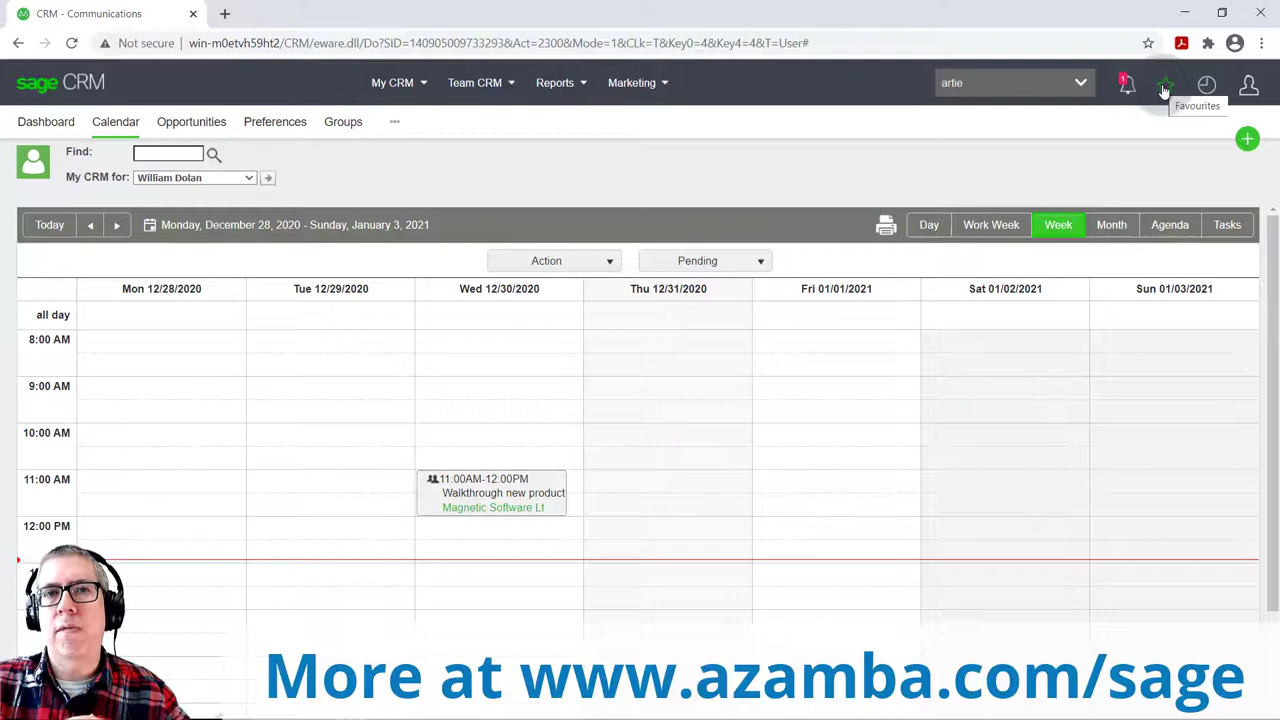 CRM - Communications
Not secure win-m0etvh59ht2/CRM/eware.dll/Do?SID=140905009733293&Act=2300&Mode=1&CLk=T&Key0=4&Key4=4&T=User#
sage CRM
My CRM Team CRM Reports Marketing
artie
1
Favourites
Dashboard Calendar Opportunities Preferences Groups
Find:
My CRM for: William Dolan
Today Monday, December 28, 2020 - Sunday, January 3, 2021 Day Work Week Week Month Agenda Tasks
Action Pending
Mon 12/28/2020 Tue 12/29/2020 Wed 12/30/2020 Thu 12/31/2020 Fri 01/01/2021 Sat 01/02/2021 Sun 01/03/2021
all day
8:00 AM
9:00 AM
10:00 AM
11:00 AM
11:00AM-12:00PM
Walkthrough new product
Magnetic Software Lt
12:00 PM
More at www.azamba.com/sage